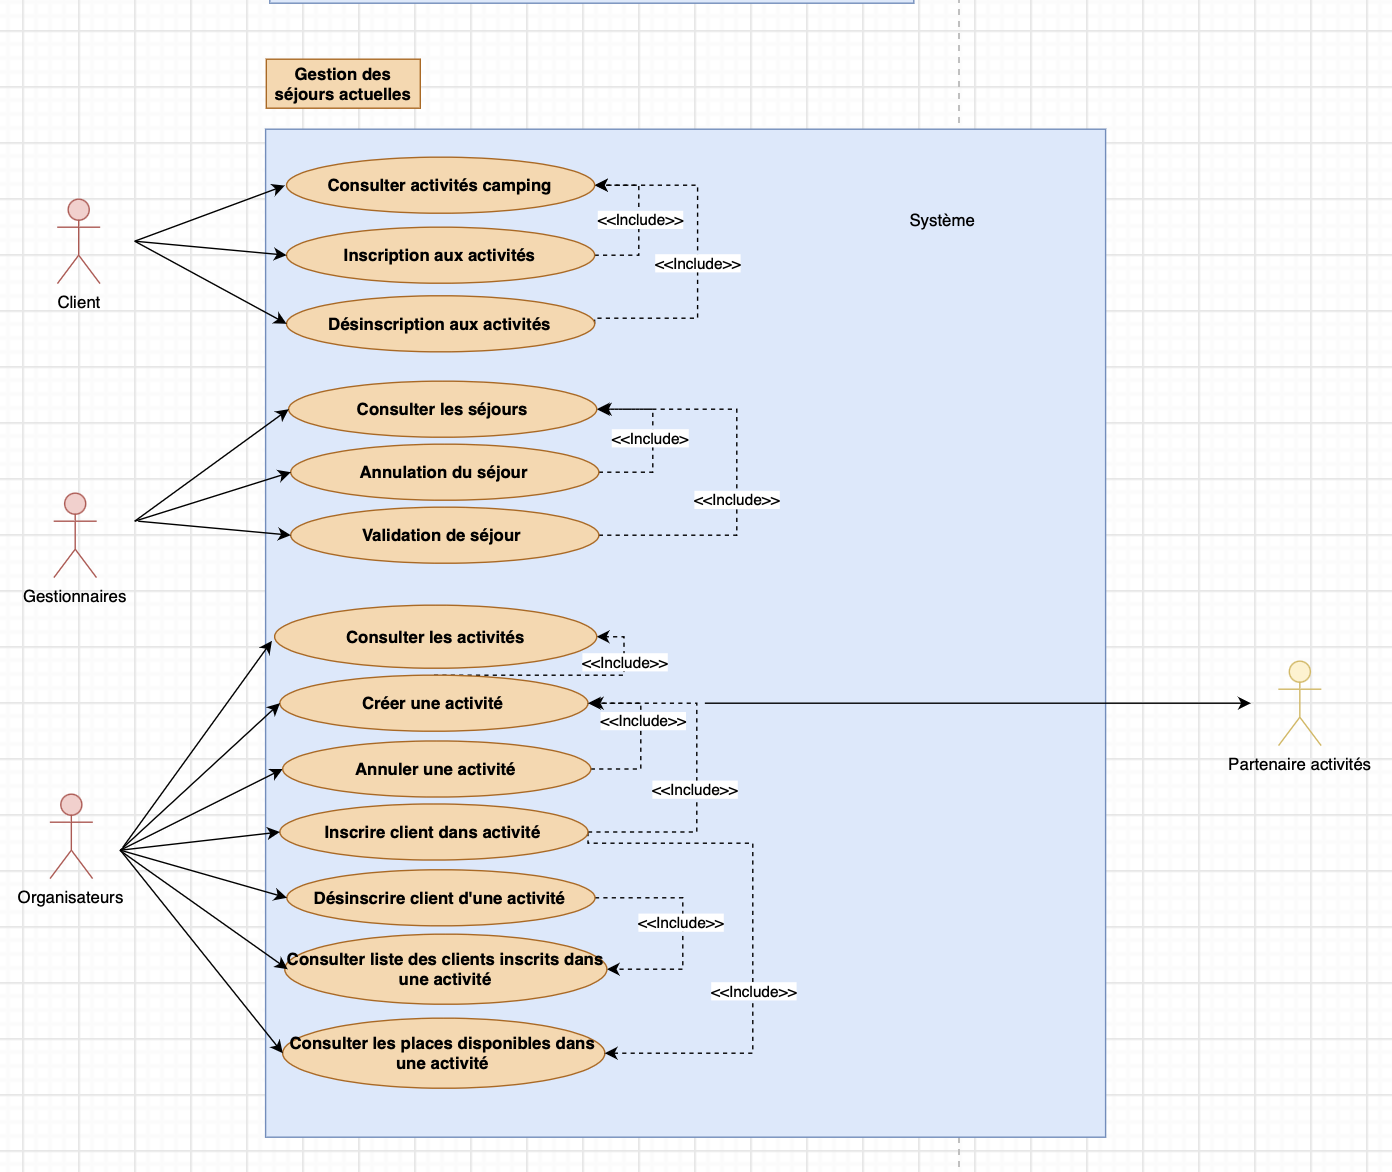 Gestion des
séjours actuelles
Système
Client
Consulter activités camping
<<Include>>
Inscription aux activités
<<Include>>
Désinscription aux activités
Gestionnaires
Consulter les séjours
<<Include>
Annulation du séjour
<<Include>>
Validation de séjour
Consulter les activités
<<Include>>
Créer une activité
<<Include>>
Partenaire activités
Annuler une activité
<<Include>>
Inscrire client dans activité
Organisateurs
Désinscrire client d'une activité
<<Include>>
Consulter liste des clients inscrits dans
une activité
<<Include>>
Consulter les places disponibles dans
une activité